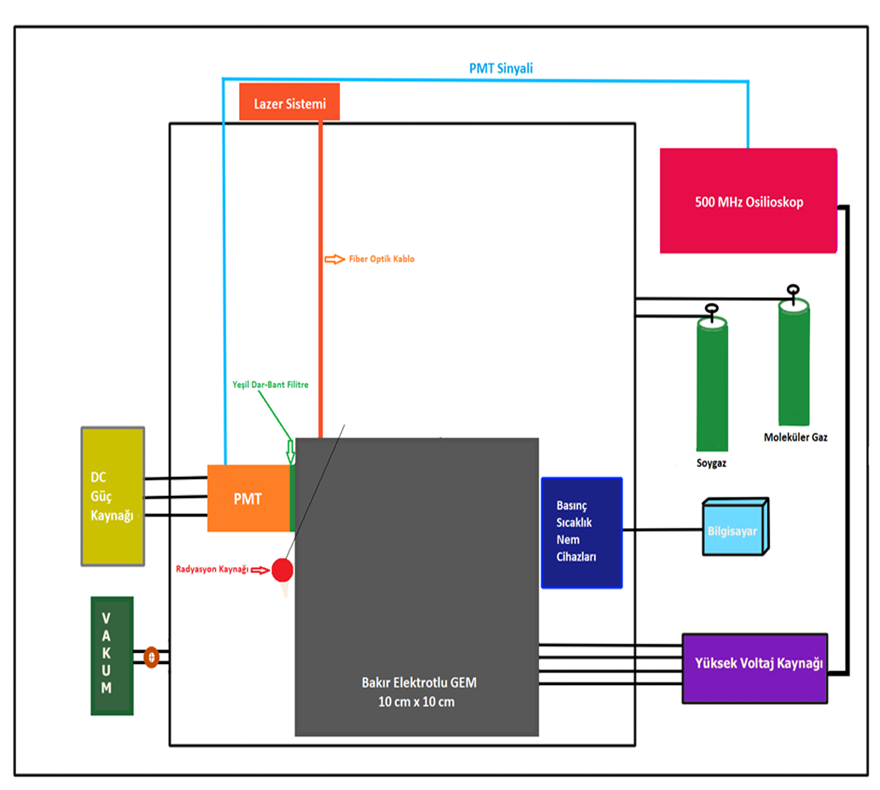 PMT Sinyali
Lazer Sistemi
500 MHz Osilioskop
Fiber Optik Kablo
Yeşil Dar-Bant Filitre
Moleküler Gaz
Soygaz
DC
Güç
Kaynağı
PMT
Basınç
Sıcaklık
Nem
Cihazları
Bilgisayar
Radyasyon Kaynağı
V
A
K
U
M
Yüksek Voltaj Kaynağı
Bakır Elektrotlu GEM
10 cm x 10 cm